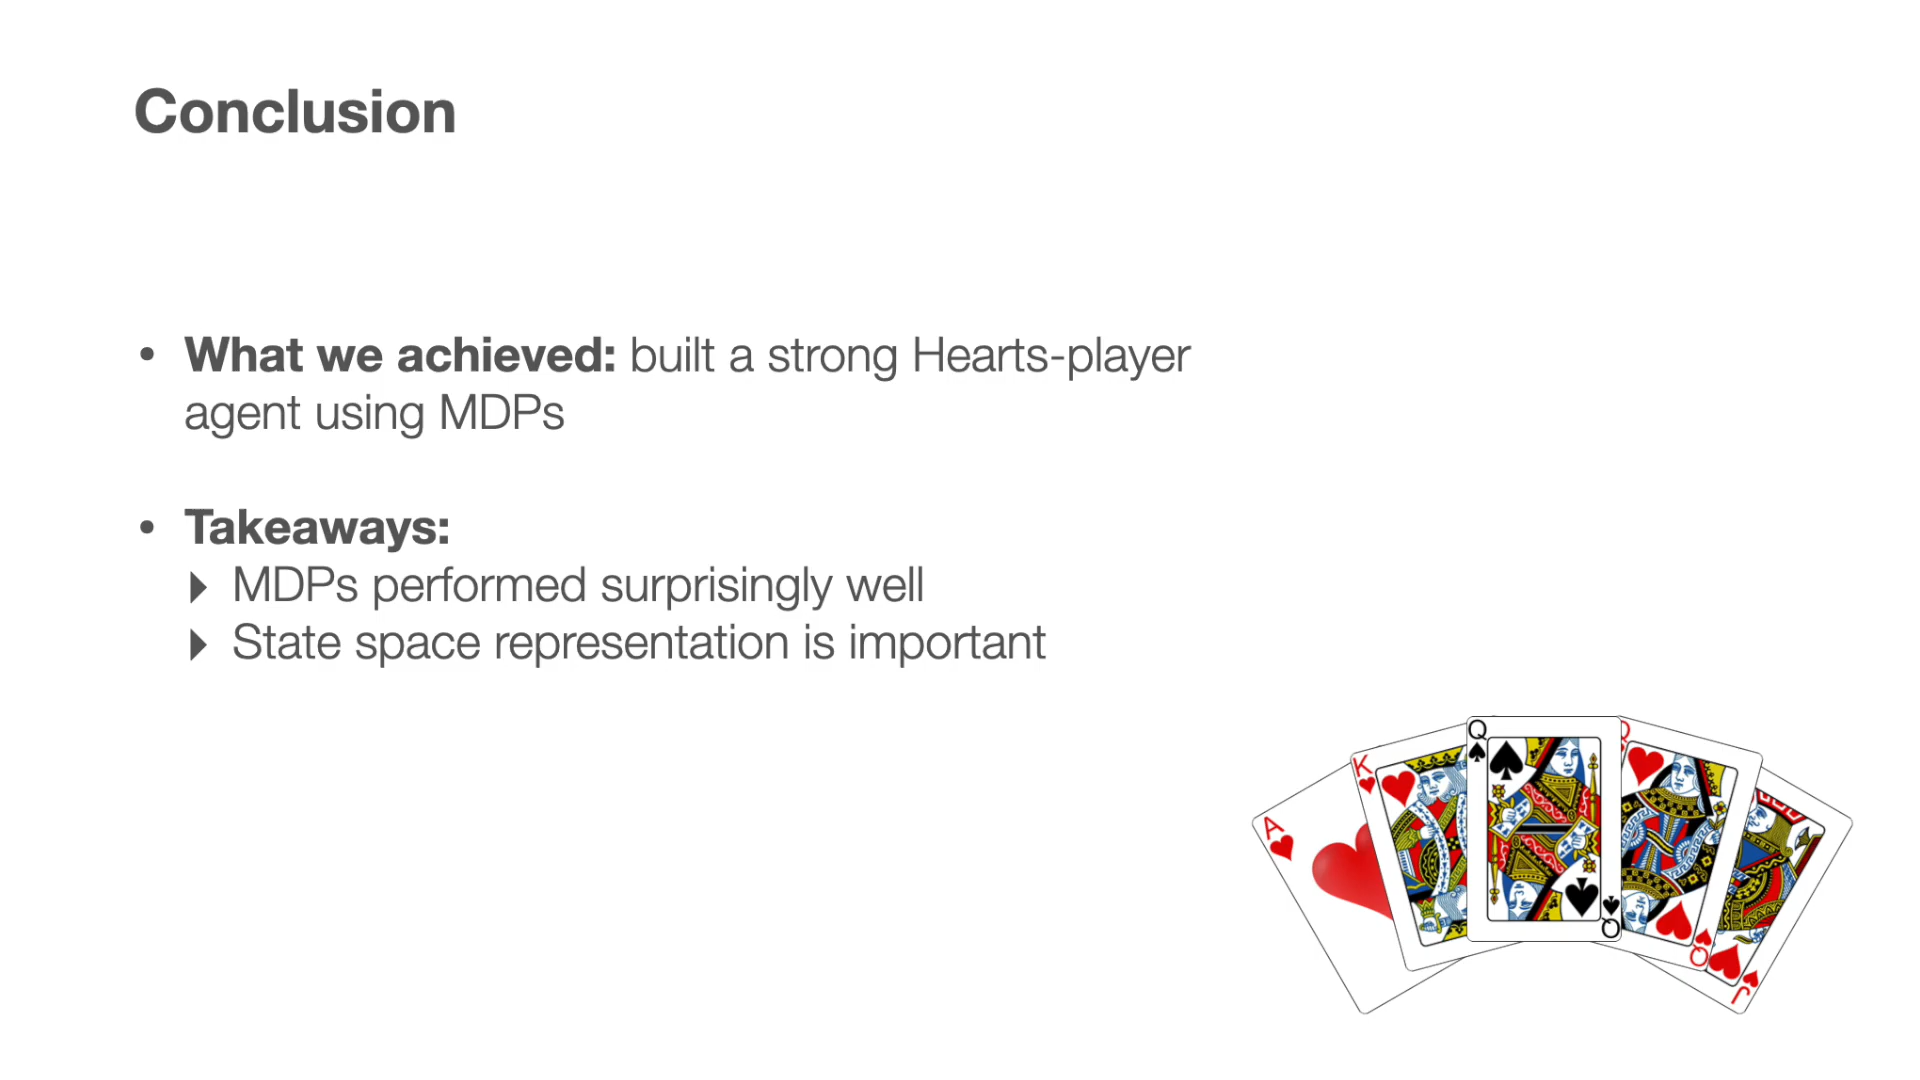 Conclusion
• What we achieved: built a strong Hearts-player
agent using MDPs
• Takeaways:
▸ MDPs performed surprisingly well
▸ State space representation is important
A
K
Q
Q
Q
Q
J